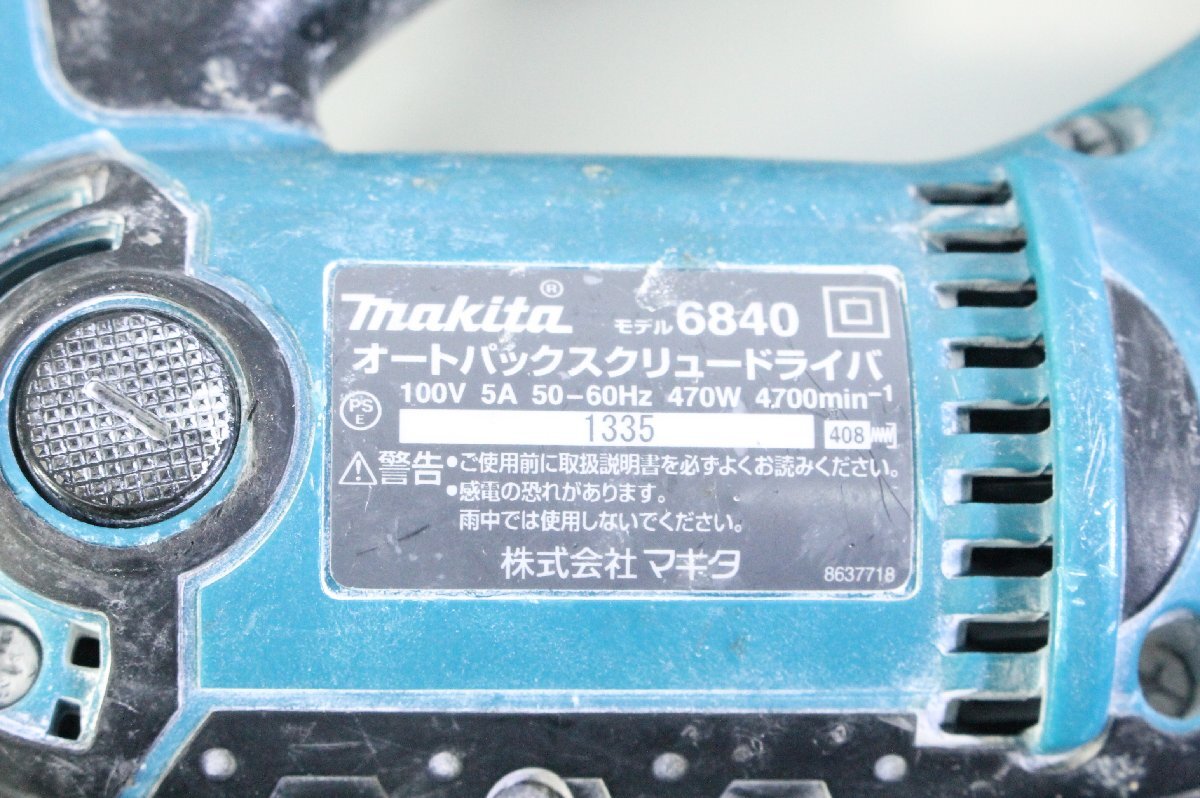 makita® モデル 6840
オートパックスクリュードライバ
100V 5A 50-60Hz 470W 4700min⁻¹
PSE
1335
408
警告 •ご使用前に取扱説明書を必ずよくお読みください。
•感電の恐れがあります。
雨中では使用しないでください。
株式会社 マキタ
8637718